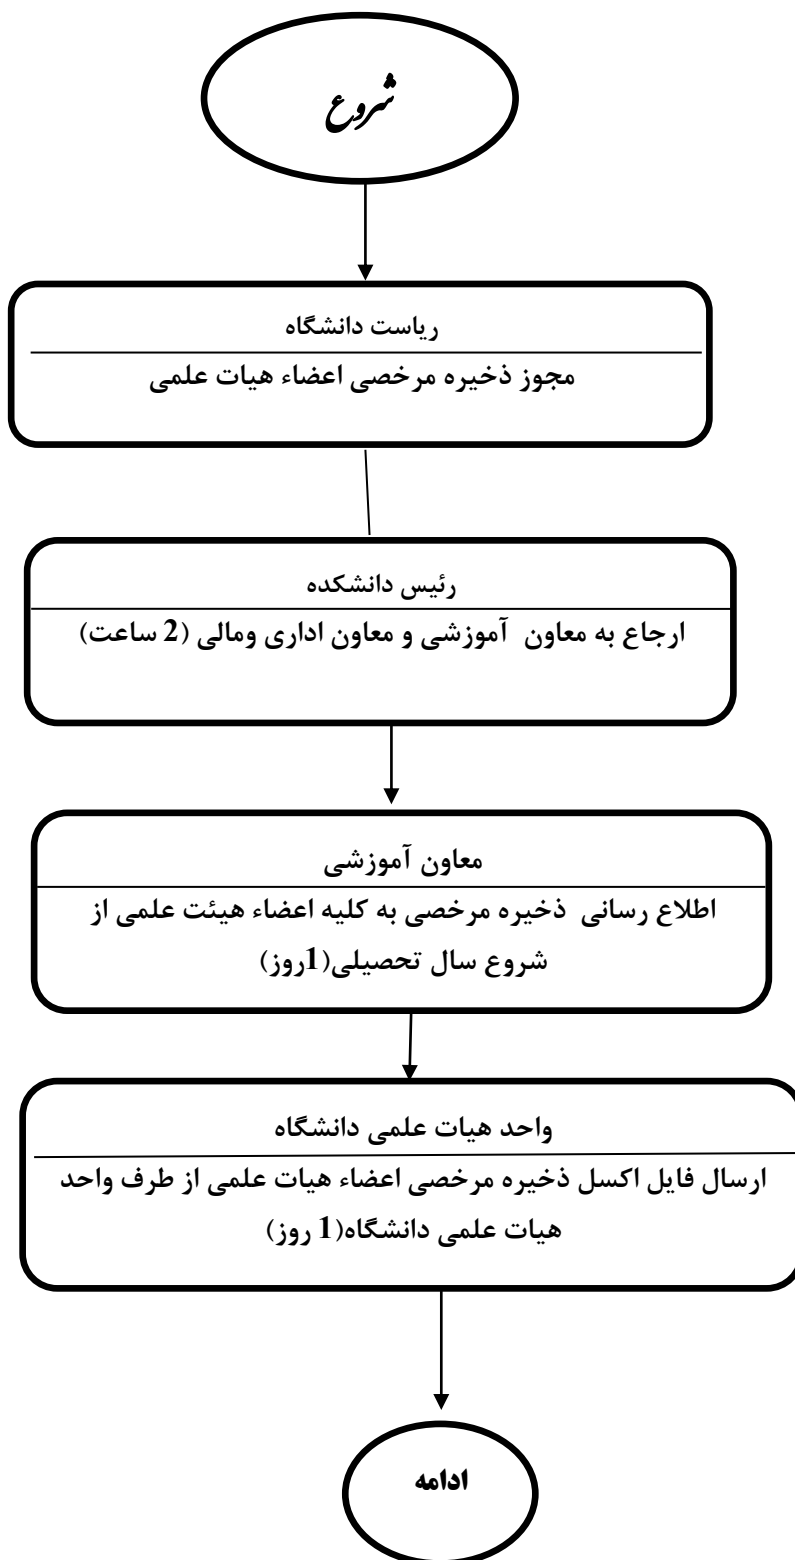 شروع
ریاست دانشگاه
مجوز ذخیره مرخصی اعضاء هیات علمی
رئیس دانشکده
ارجاع به معاون آموزشی و معاون اداری ومالی (2 ساعت)
معاون آموزشی
اطلاع رسانی ذخیره مرخصی به کلیه اعضاء هیئت علمی از
شروع سال تحصیلی(1روز)
واحد هیات علمی دانشگاه
ارسال فایل اکسل ذخیره مرخصی اعضاء هیات علمی از طرف واحد
هیات علمی دانشگاه(1 روز)
ادامه